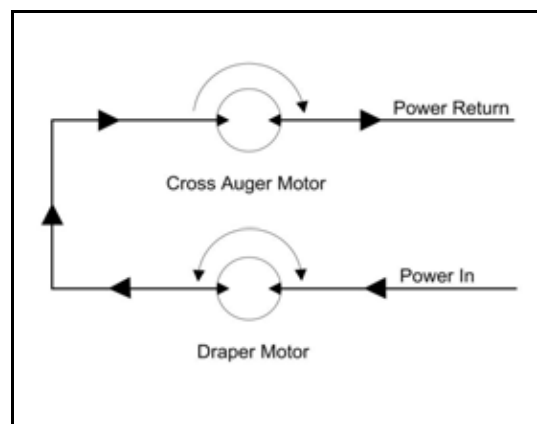 Power Return
Cross Auger Motor
Power In
Draper Motor